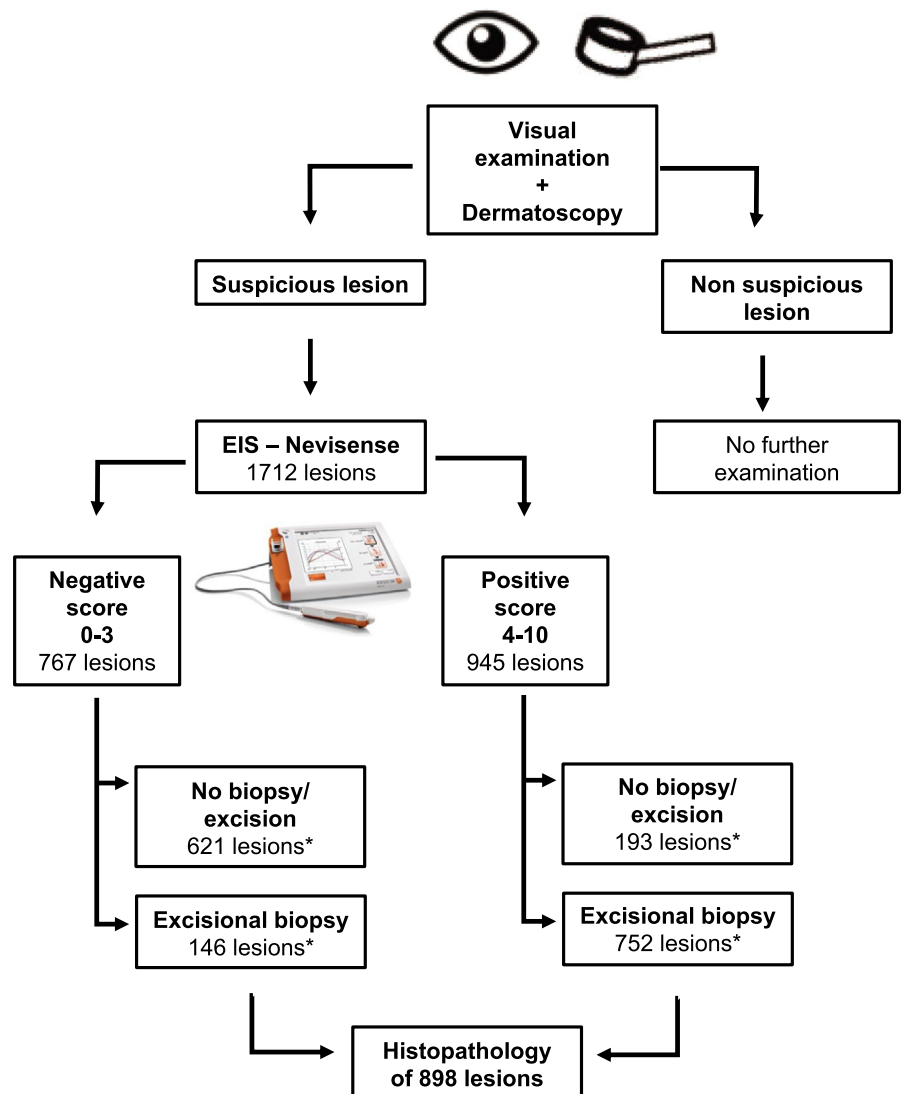 Visual
examination
+
Dermatoscopy
Suspicious lesion
Non suspicious
lesion
EIS – Nevisense
1712 lesions
No further
examination
Negative
score
0-3
767 lesions
Positive
score
4-10
945 lesions
No biopsy/
excision
621 lesions*
No biopsy/
excision
193 lesions*
Excisional biopsy
146 lesions*
Excisional biopsy
752 lesions*
Histopathology
of 898 lesions